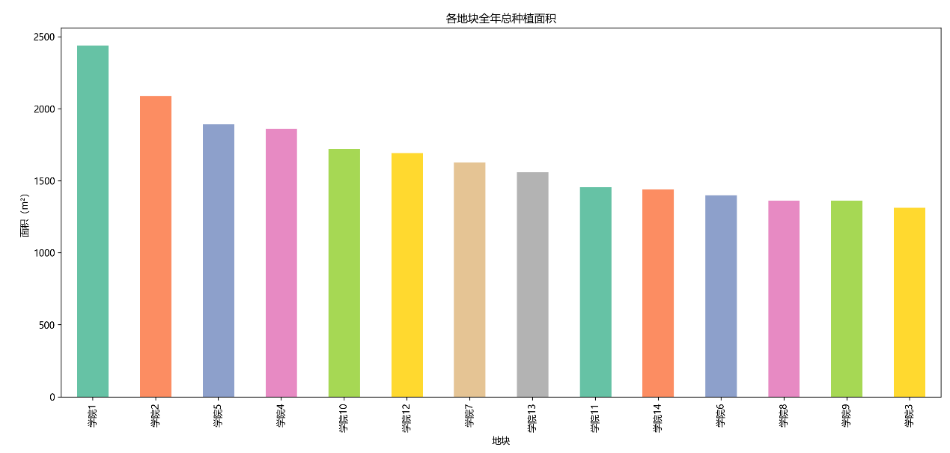 各地块全年总种植面积
2500
2000
1500
1000
500
0
面积（m²）
学院1
学院2
学院5
学院4
学院10
学院12
学院7
学院13
学院11
学院14
学院6
学院8
学院9
学院3
地块